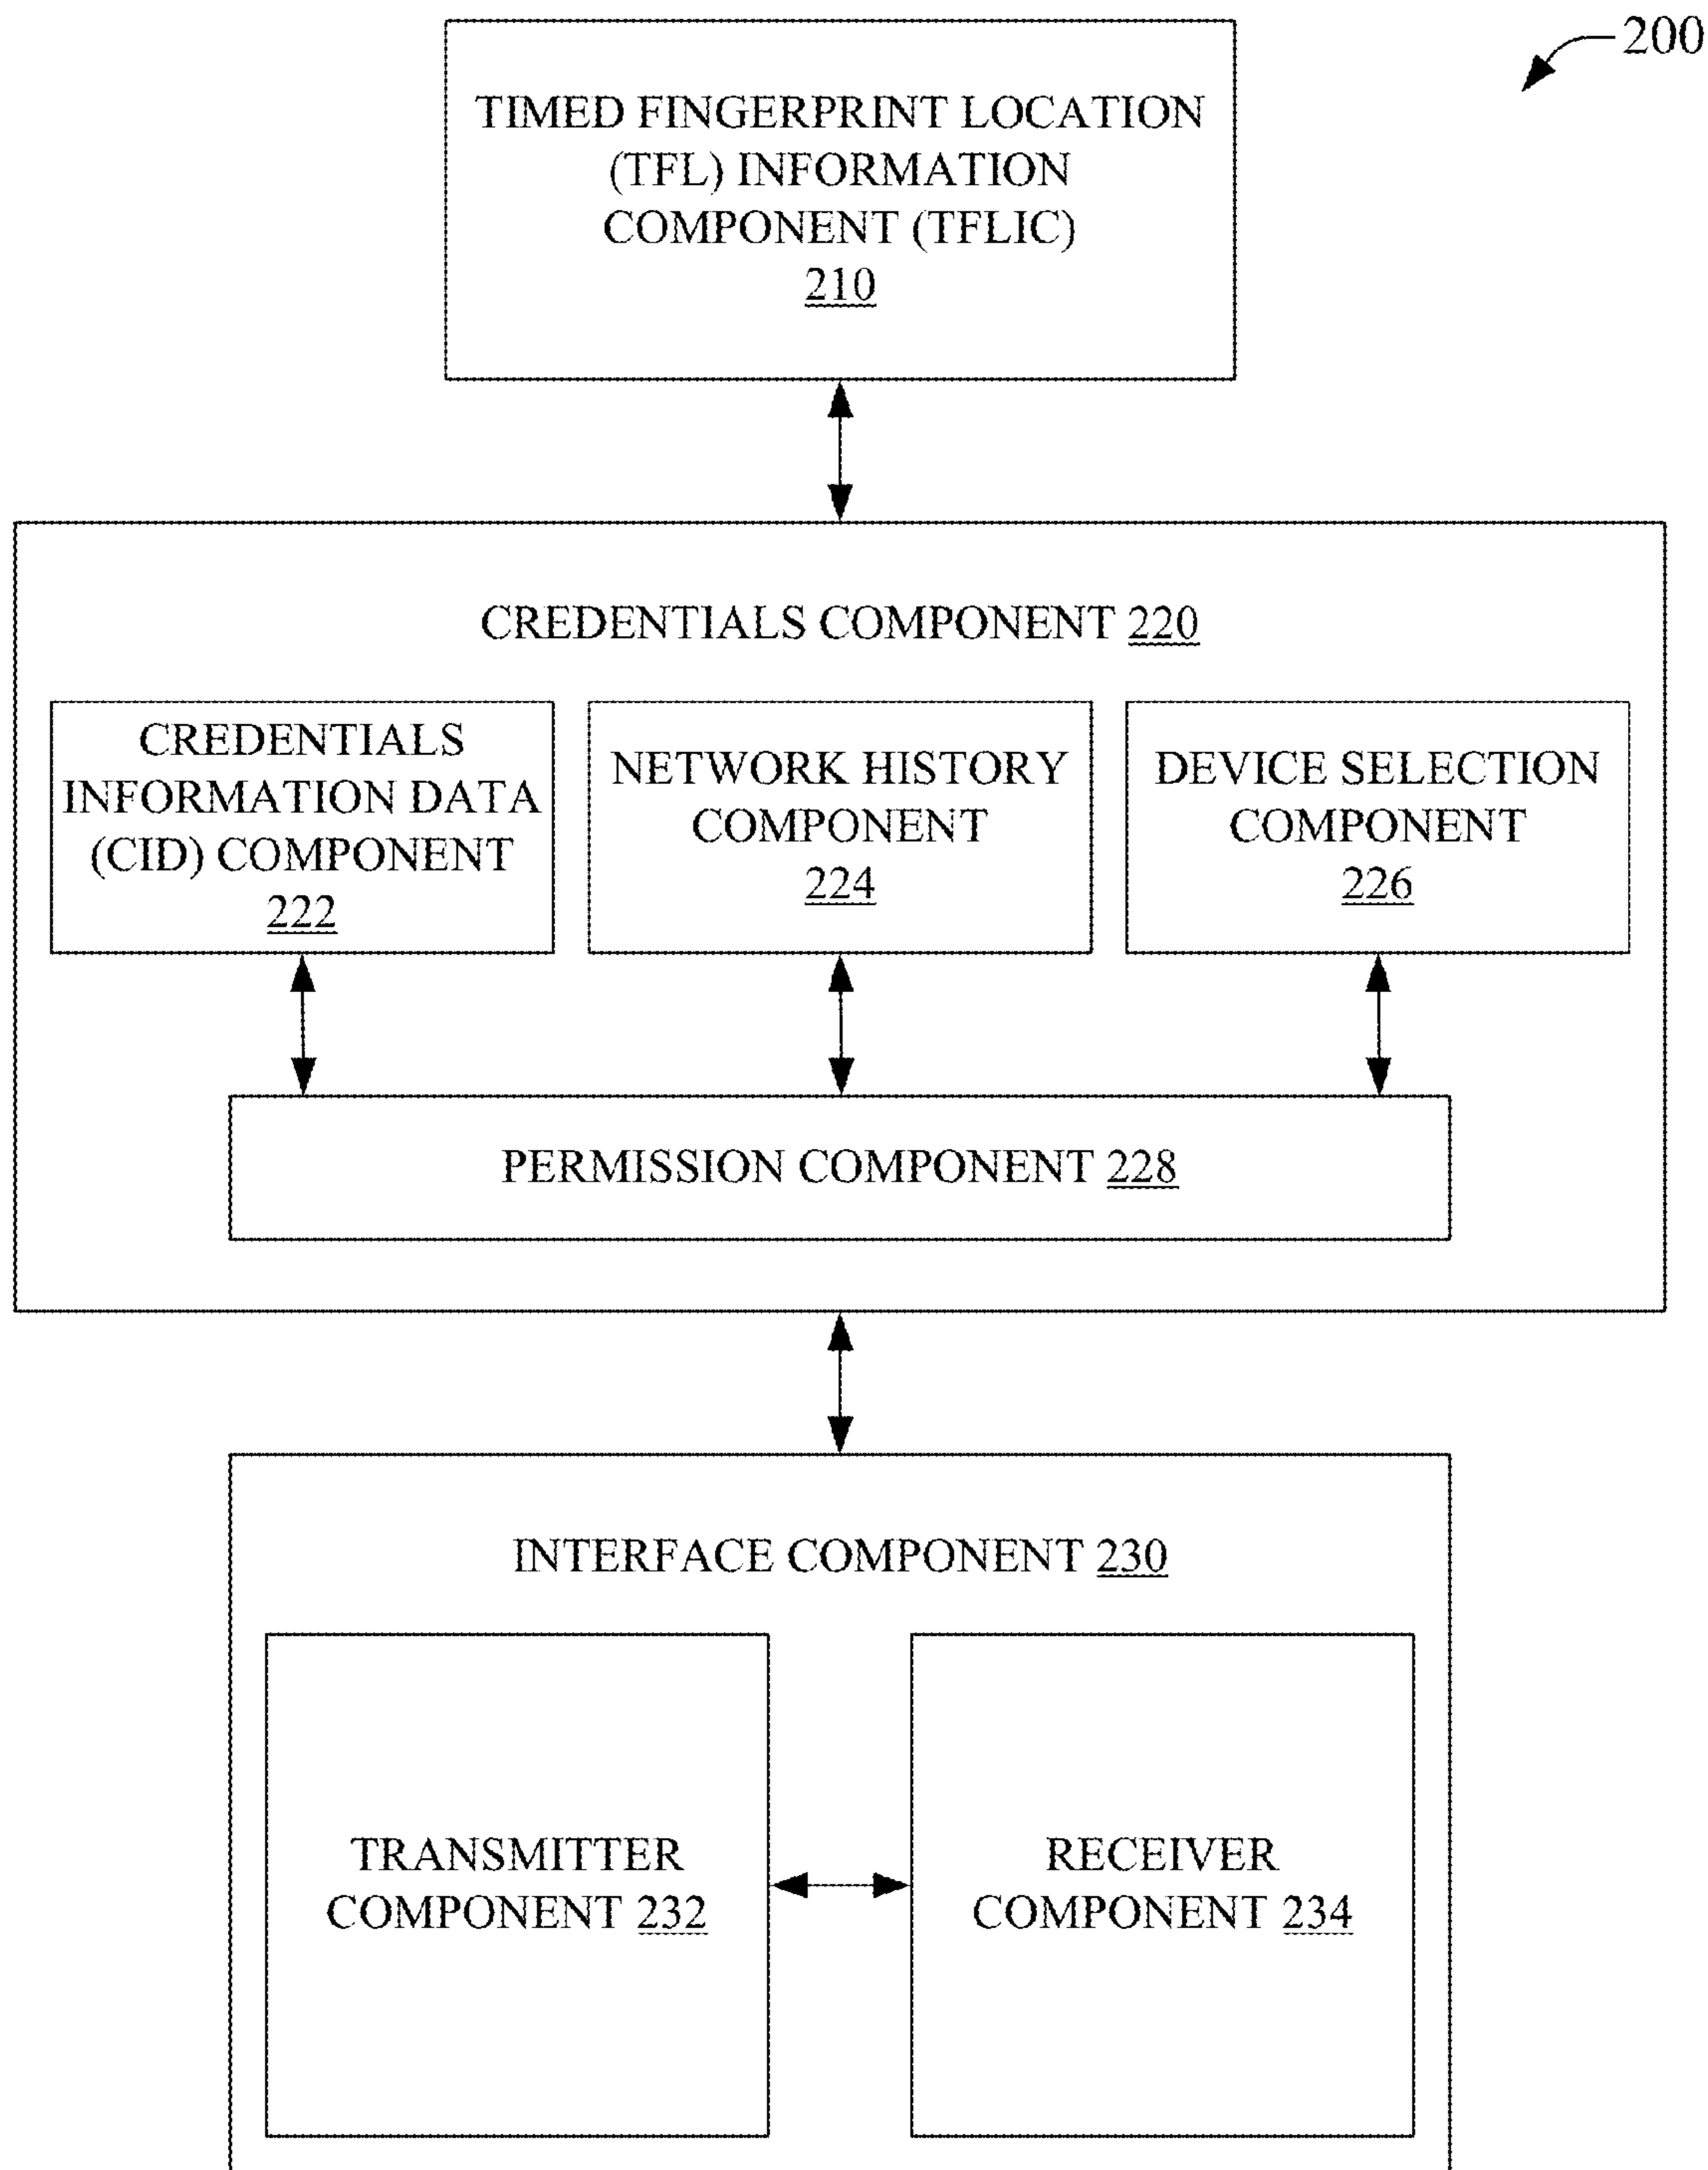 200
TIMED FINGERPRINT LOCATION
(TFL) INFORMATION
COMPONENT (TFLIC)
210
CREDENTIALS COMPONENT 220
CREDENTIALS
INFORMATION DATA
(CID) COMPONENT
222
NETWORK HISTORY
COMPONENT
224
DEVICE SELECTION
COMPONENT
226
PERMISSION COMPONENT 228
INTERFACE COMPONENT 230
TRANSMITTER
COMPONENT 232
RECEIVER
COMPONENT 234